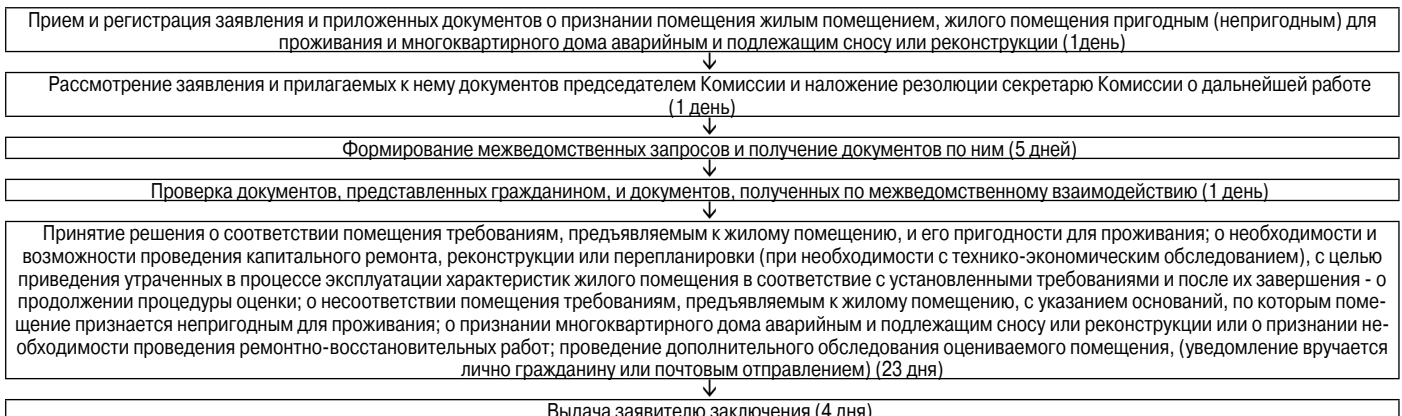 Прием и регистрация заявления и приложенных документов о признании помещения жилым помещением, жилого помещения пригодным (непригодным) для
проживания и многоквартирного дома аварийным и подлежащим сносу или реконструкции (1день)
Рассмотрение заявления и прилагаемых к нему документов председателем Комиссии и наложение резолюции секретарю Комиссии о дальнейшей работе
(1 день)
Формирование межведомственных запросов и получение документов по ним (5 дней)
Проверка документов, представленных гражданином, и документов, полученных по межведомственному взаимодействию (1 день)
Принятие решения о соответствии помещения требованиям, предъявляемым к жилому помещению, и его пригодности для проживания; о необходимости и
возможности проведения капитального ремонта, реконструкции или перепланировки (при необходимости с технико-экономическим обследованием), с целью
приведения утраченных в процессе эксплуатации характеристик жилого помещения в соответствие с установленными требованиями и после их завершения - о
продолжении процедуры оценки; о несоответствии помещения требованиям, предъявляемым к жилому помещению, с указанием оснований, по которым поме-
щение признается непригодным для проживания; о признании многоквартирного дома аварийным и подлежащим сносу или реконструкции или о признании не-
обходимости проведения ремонтно-восстановительных работ; проведение дополнительного обследования оцениваемого помещения, (уведомление вручается
лично гражданину или почтовым отправлением) (23 дня)
Выдача заявителю заключения (4 дня)